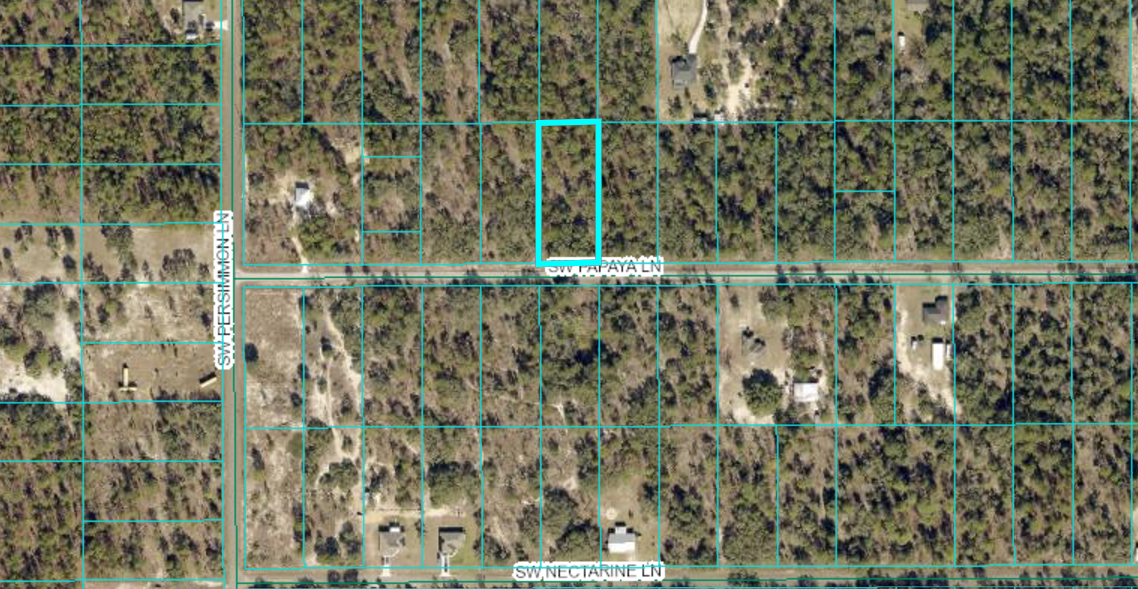 SW PERSIMMON LN
SW PAPAYA LN
SW NECTARINE LN